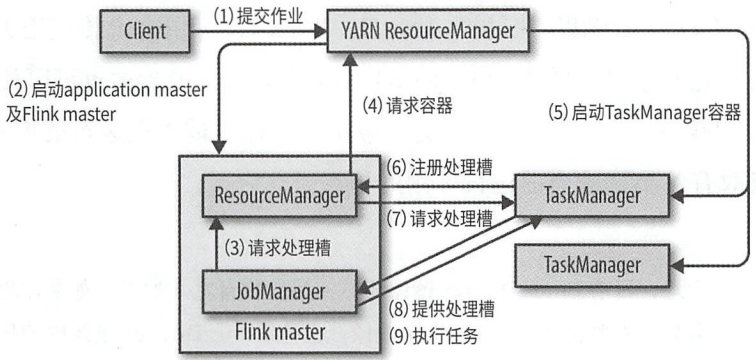 (1) 提交作业
Client
YARN ResourceManager
(2) 启动application master
及Flink master
(4) 请求容器
(5) 启动TaskManager容器
(6) 注册处理槽
ResourceManager
TaskManager
(7) 请求处理槽
(3) 请求处理槽
TaskManager
JobManager
(8) 提供处理槽
Flink master
(9) 执行任务